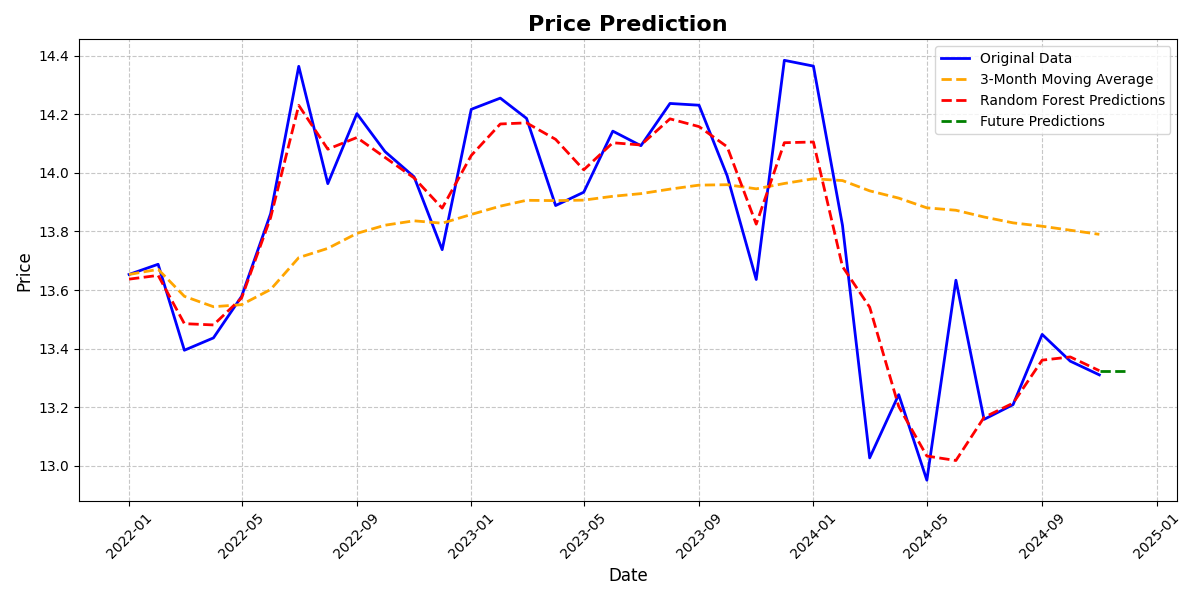 Price Prediction
Price
14.4
14.2
14.0
13.8
13.6
13.4
13.2
13.0
Original Data
3-Month Moving Average
Random Forest Predictions
Future Predictions
2022-01
2022-05
2022-09
2023-01
2023-05
2023-09
2024-01
2024-05
2024-09
2025-01
Date